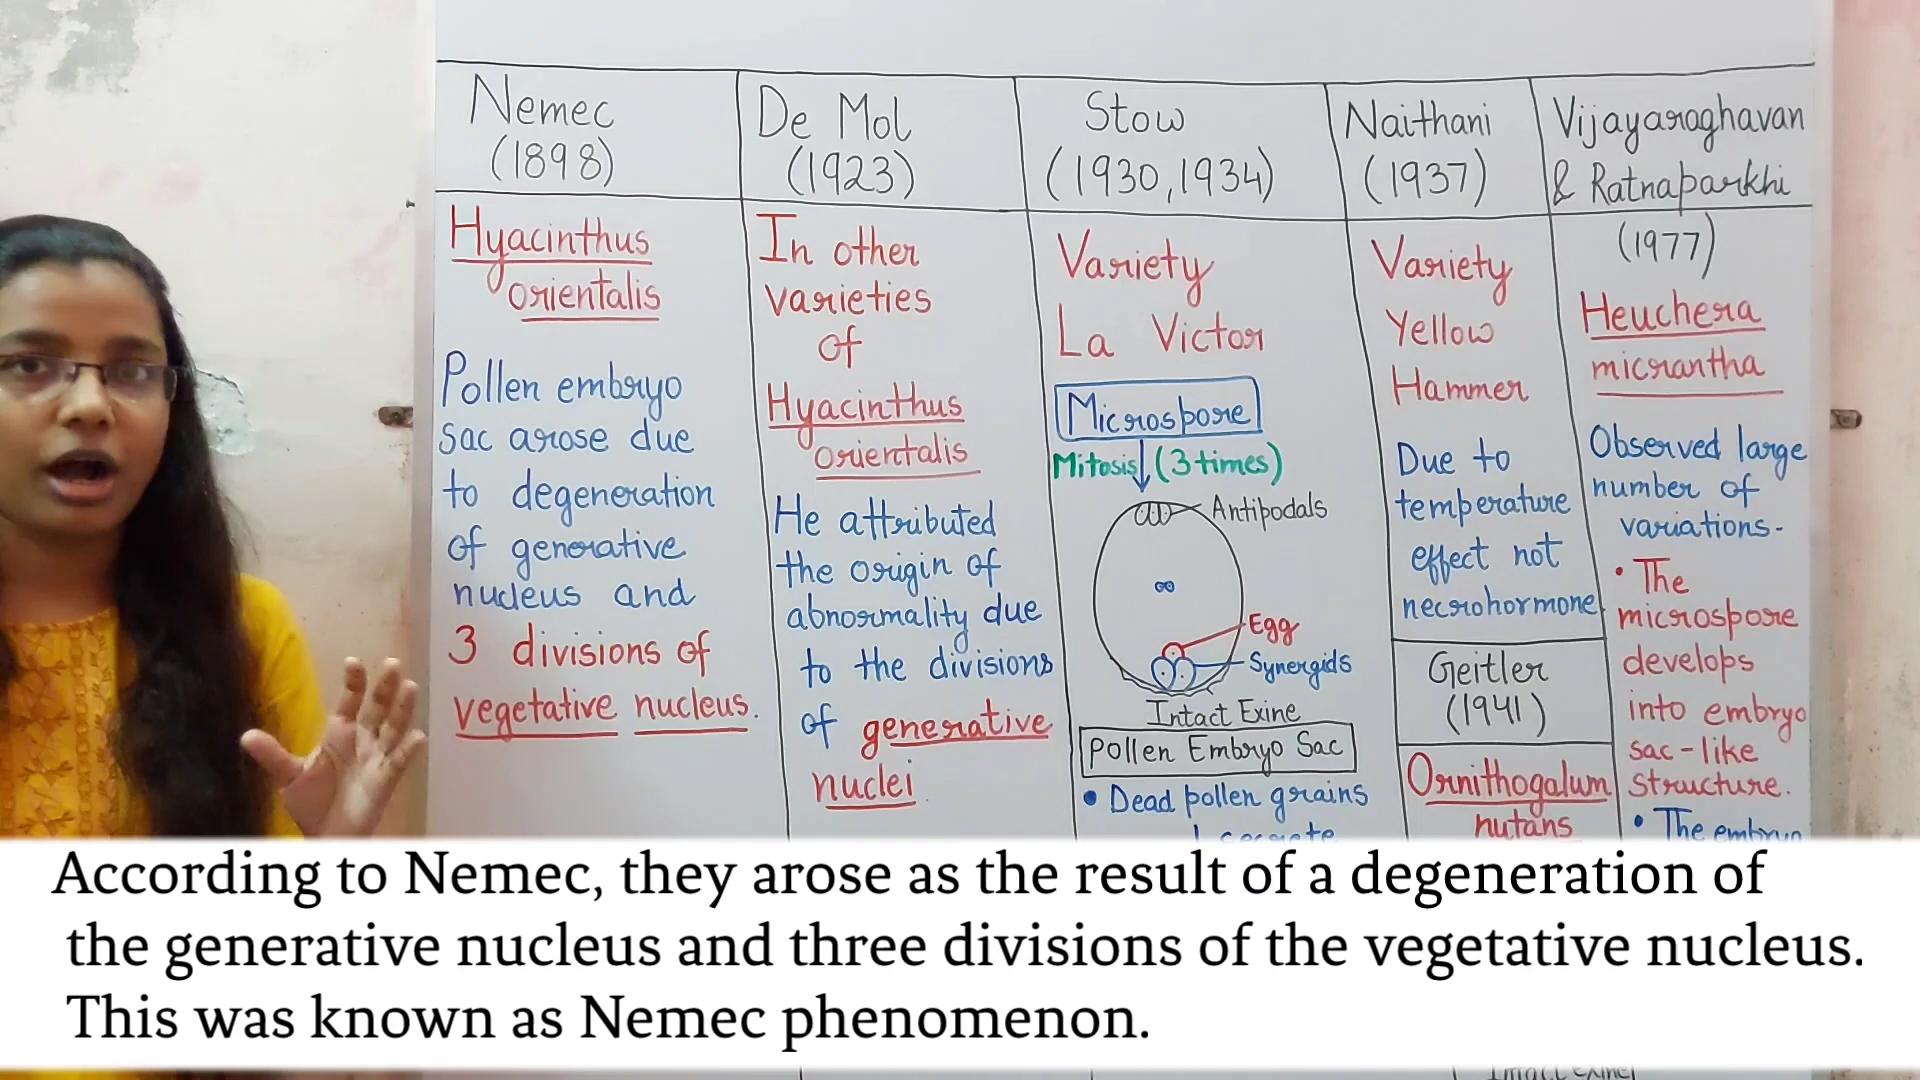 Nemec
(1898)
Hyacinthus
orientalis
Pollen embryo
sac arose due
to degeneration
of generative
nucleus and
3 divisions of
vegetative nucleus.
De Mol
(1923)
In other
varieties
of
Hyacinthus
orientalis
He attributed
the origin of
abnormality due
to the divisions
of generative
nuclei
Stow
(1930,1934)
Variety
La Victor
Microspore
Mitosis (3 times)
Antipodals
Egg
Synergids
Intact Exine
Pollen Embryo Sac
• Dead pollen grains
Naithani
(1937)
Variety
Yellow
Hammer
Due to
temperature
effect not
necrohormone
Geitler
(1941)
Ornithogalum
nutans
Vijayaraghavan
& Ratnaparkhi
(1977)
Heuchera
micrantha
Observed large
number of
variations-
• The
microspore
develops
into embryo
sac-like
structure.
• The embryo
According to Nemec, they arose as the result of a degeneration of
the generative nucleus and three divisions of the vegetative nucleus.
This was known as Nemec phenomenon.